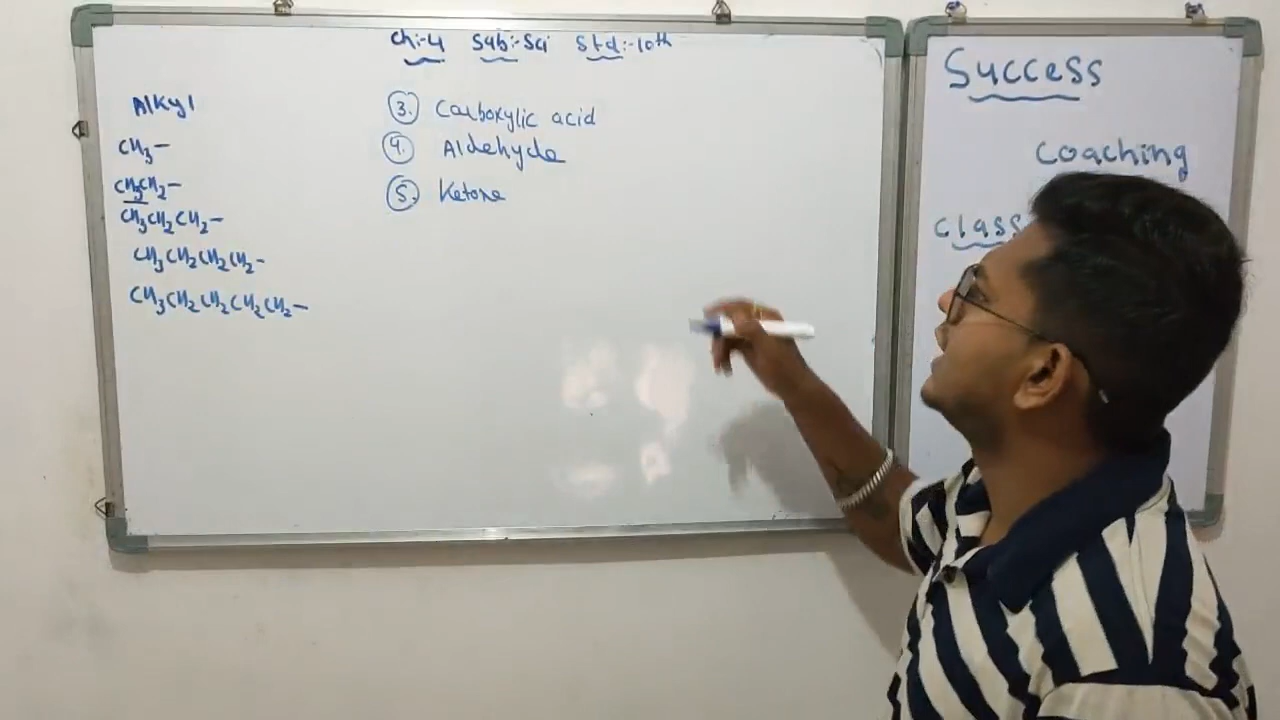 Ch:-4 Sub:-Sci Std:-10th
Alkyl
CH3-
CH3CH2-
CH3CH2CH2-
CH3CH2CH2CH2-
CH3CH2CH2CH2CH2-
3. Carboxylic acid
4. Aldehyde
5. Ketone
Success
Coaching
Class